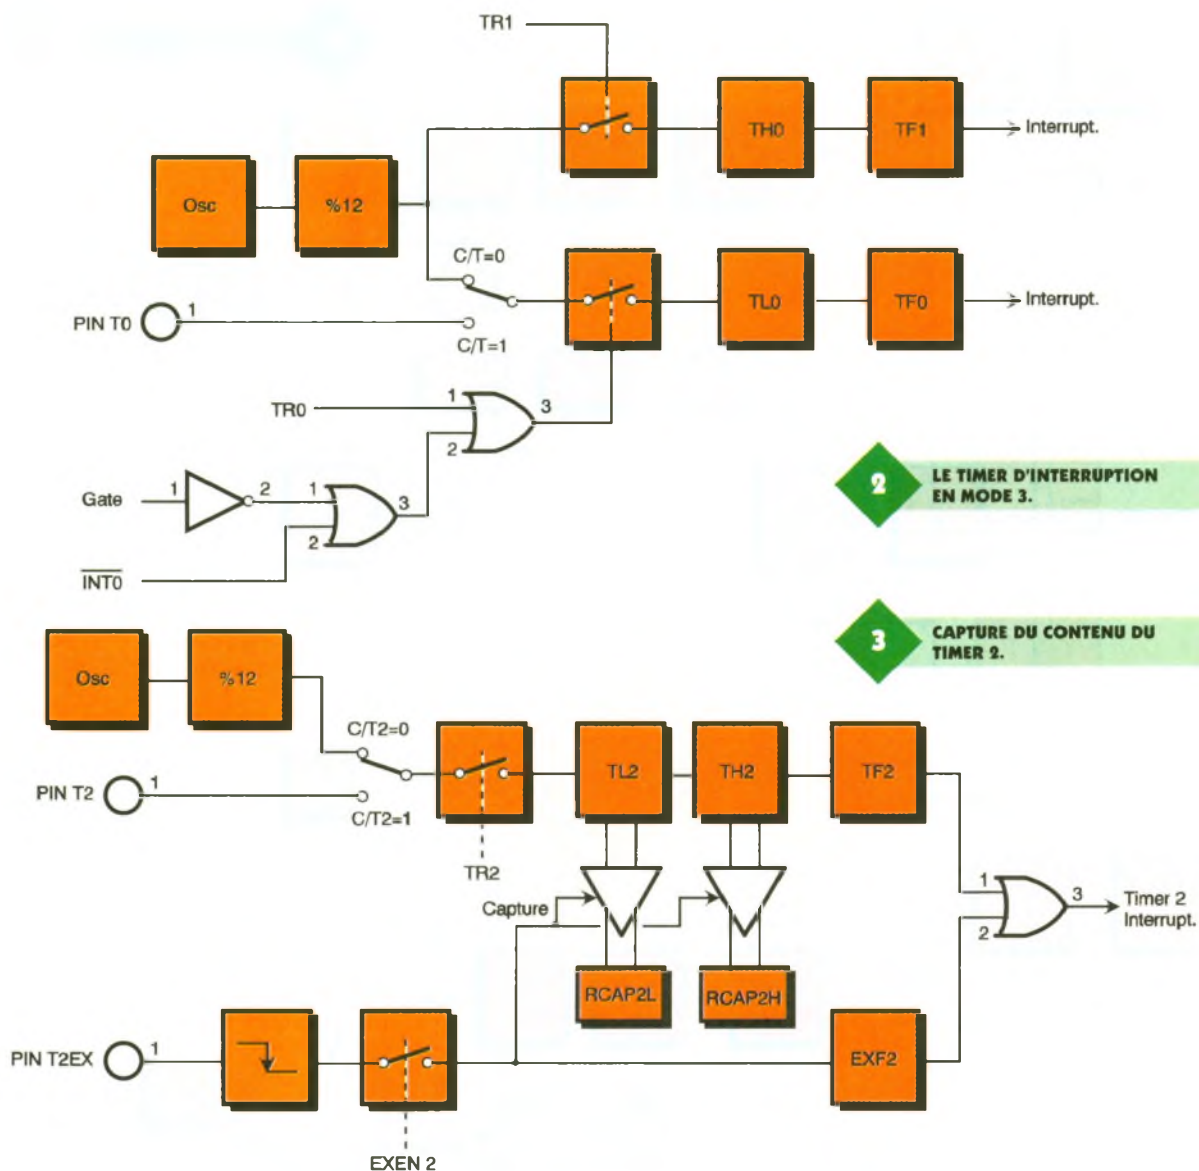 TR1
TH0
TF1
Interrupt.
Osc
%12
C/T=0
TL0
TF0
Interrupt.
PIN T0
1
C/T=1
TR0
1
3
2
Gate
1
2
1
3
2
INT0
2
LE TIMER D'INTERRUPTION
EN MODE 3.
3
CAPTURE DU CONTENU DU
TIMER 2.
Osc
%12
C/T2=0
TL2
TH2
TF2
PIN T2
1
C/T2=1
TR2
Capture
1
3
2
Timer 2
Interrupt.
RCAP2L
RCAP2H
PIN T2EX
1
EXF2
EXEN 2